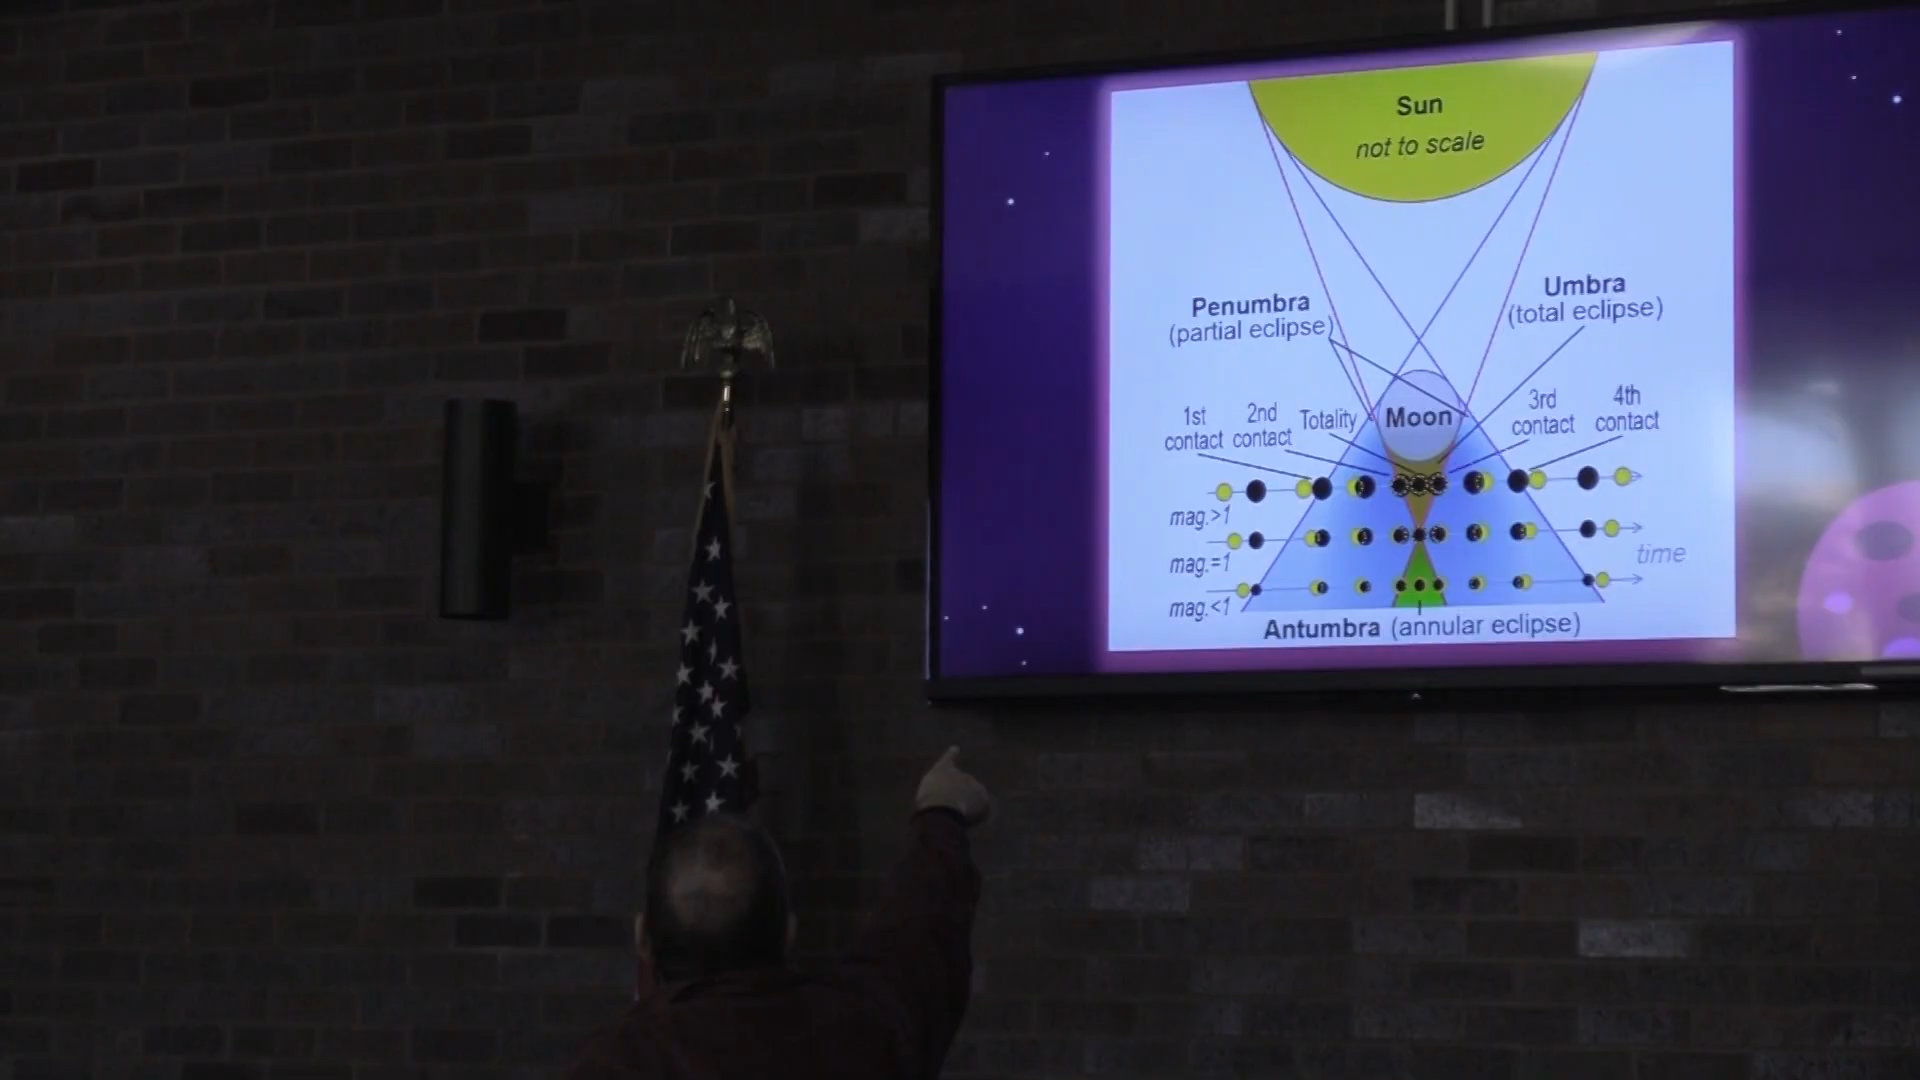 Sun
not to scale
Penumbra
(partial eclipse)
Umbra
(total eclipse)
1st
contact
2nd
contact
Totality
Moon
3rd
contact
4th
contact
mag.>1
mag.=1
mag.<1
time
Antumbra (annular eclipse)